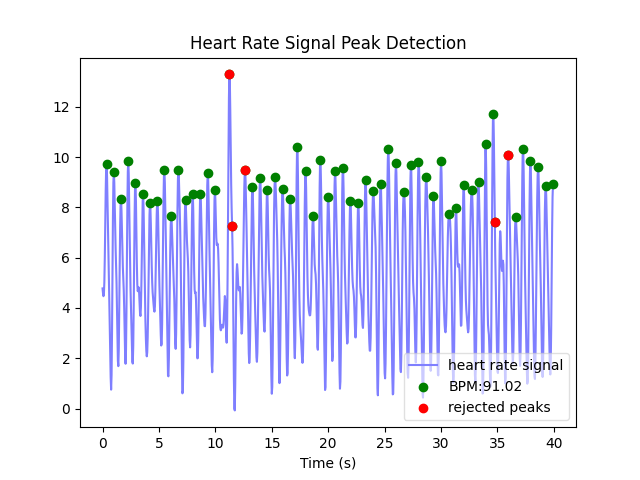 Heart Rate Signal Peak Detection
12
10
8
6
4
2
0
heart rate signal
BPM:91.02
rejected peaks
0 5 10 15 20 25 30 35 40
Time (s)